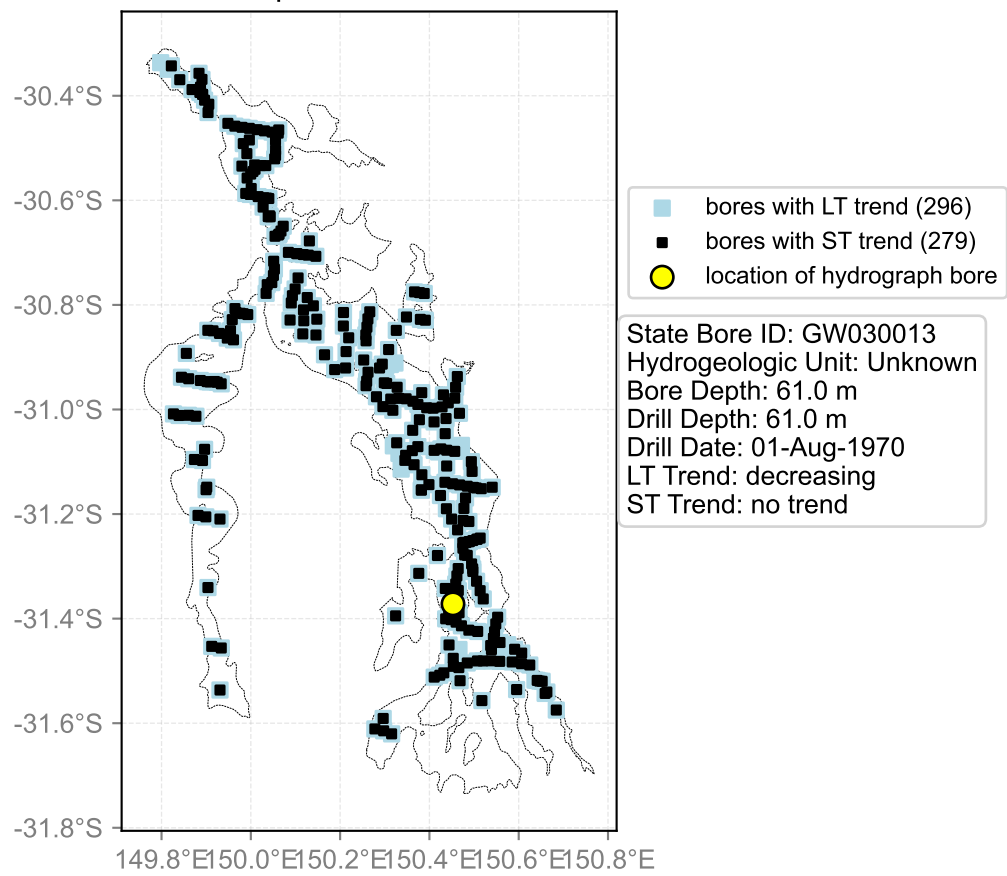 -30.4°S
-30.6°S
-30.8°S
-31.0°S
-31.2°S
-31.4°S
-31.6°S
-31.8°S
149.8°E150.0°E150.2°E150.4°E150.6°E150.8°E
bores with LT trend (296)
bores with ST trend (279)
location of hydrograph bore
State Bore ID: GW030013
Hydrogeologic Unit: Unknown
Bore Depth: 61.0 m
Drill Depth: 61.0 m
Drill Date: 01-Aug-1970
LT Trend: decreasing
ST Trend: no trend